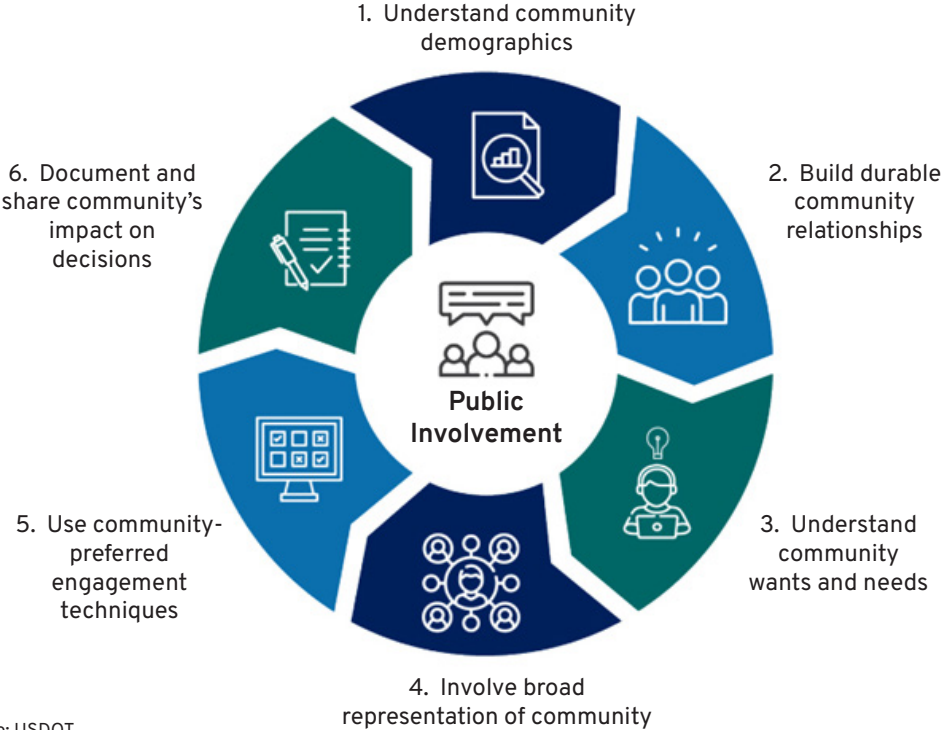 1. Understand community
demographics
2. Build durable
community
relationships
3. Understand
community
wants and needs
4. Involve broad
representation of community
5. Use community-
preferred
engagement
techniques
6. Document and
share community’s
impact on
decisions
Public
Involvement
USDOT